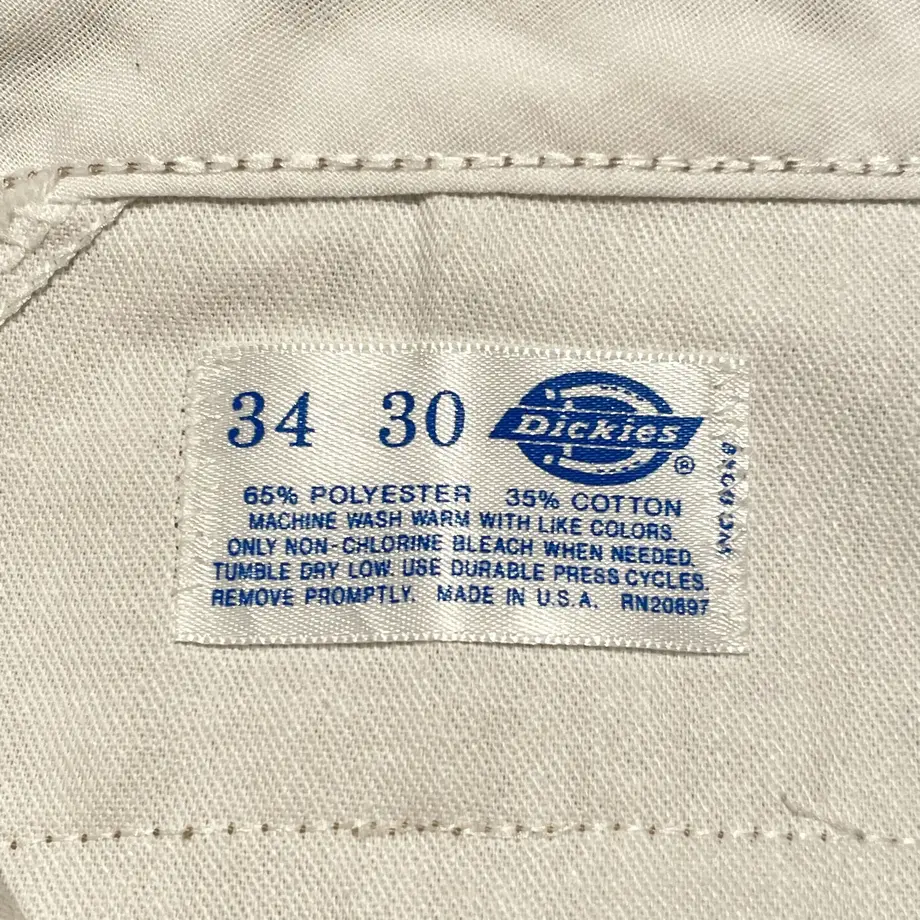 34 30 Dickies ®
65% POLYESTER 35% COTTON
MACHINE WASH WARM WITH LIKE COLORS.
ONLY NON-CHLORINE BLEACH WHEN NEEDED.
TUMBLE DRY LOW. USE DURABLE PRESS CYCLES.
REMOVE PROMPTLY. MADE IN U.S.A. RN20697